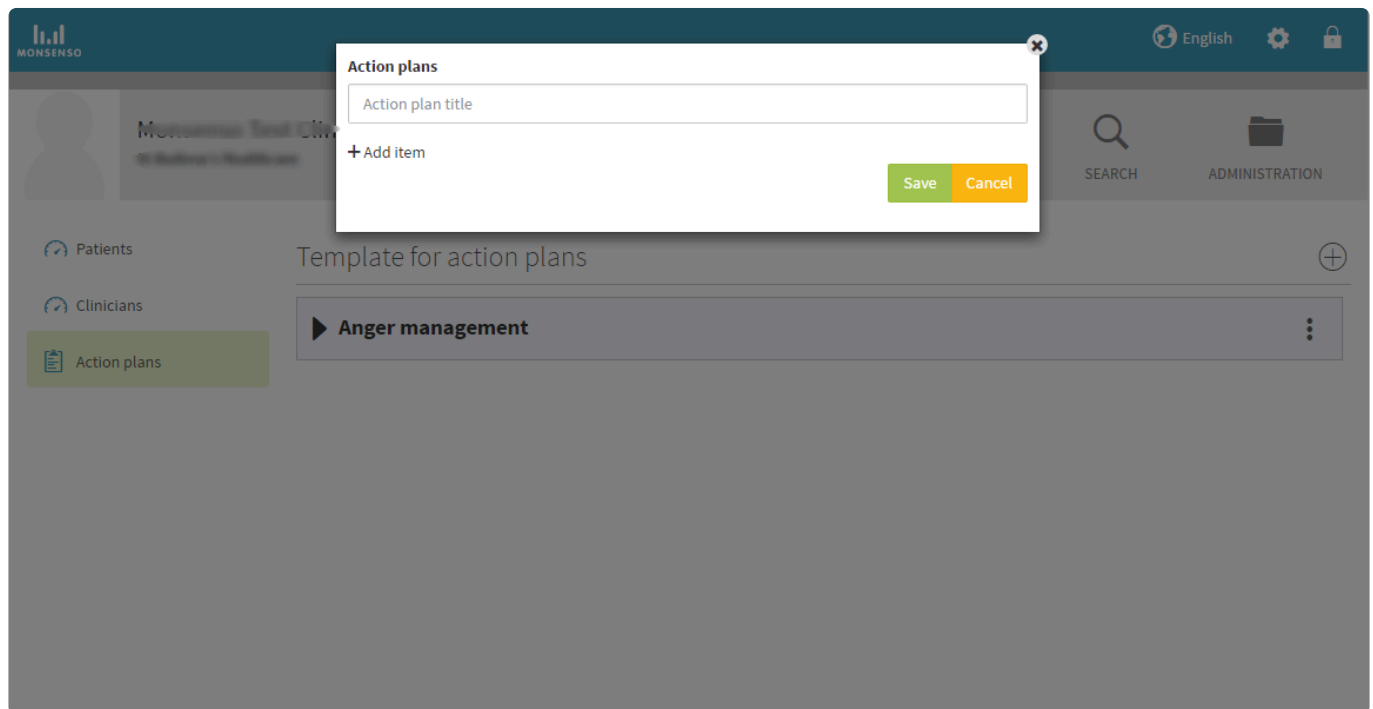 MONSENSO
English
Action plans
Action plan title
+ Add item
Save Cancel
SEARCH
ADMINISTRATION
Patients
Clinicians
Action plans
Template for action plans
Anger management